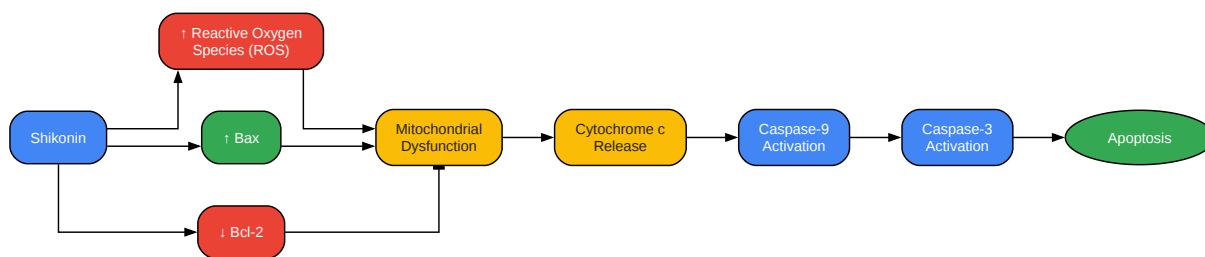 ↑ Reactive Oxygen
Species (ROS)
Shikonin
↑ Bax
Mitochondrial
Dysfunction
Cytochrome c
Release
Caspase-9
Activation
Caspase-3
Activation
Apoptosis
↓ Bcl-2